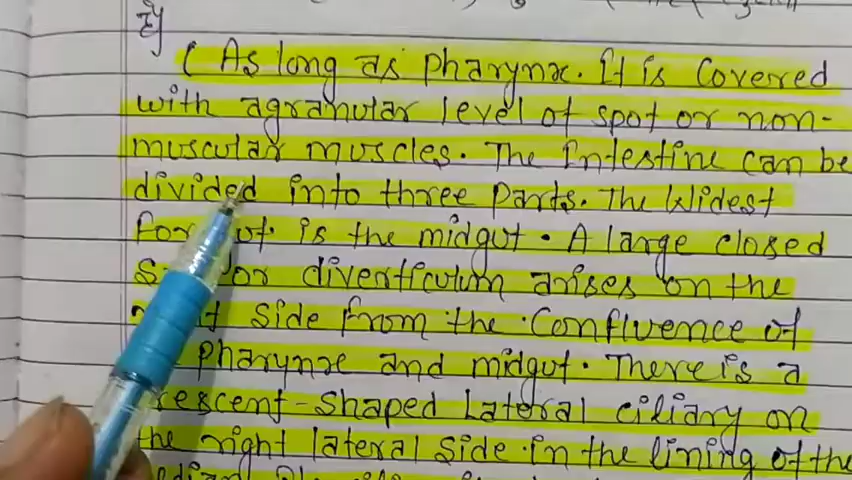 है
( As long as pharynx. It is Covered
with agranular level of spot or non-
muscular muscles. The Intestine can be
divided into three Parts. The Widest
is the midgut. A large closed
or diverticulum arises on the
side from the Confluence of
pharynx and midgut. There is a
rescent-shaped Lateral ciliary on
the right lateral side in the lining of the